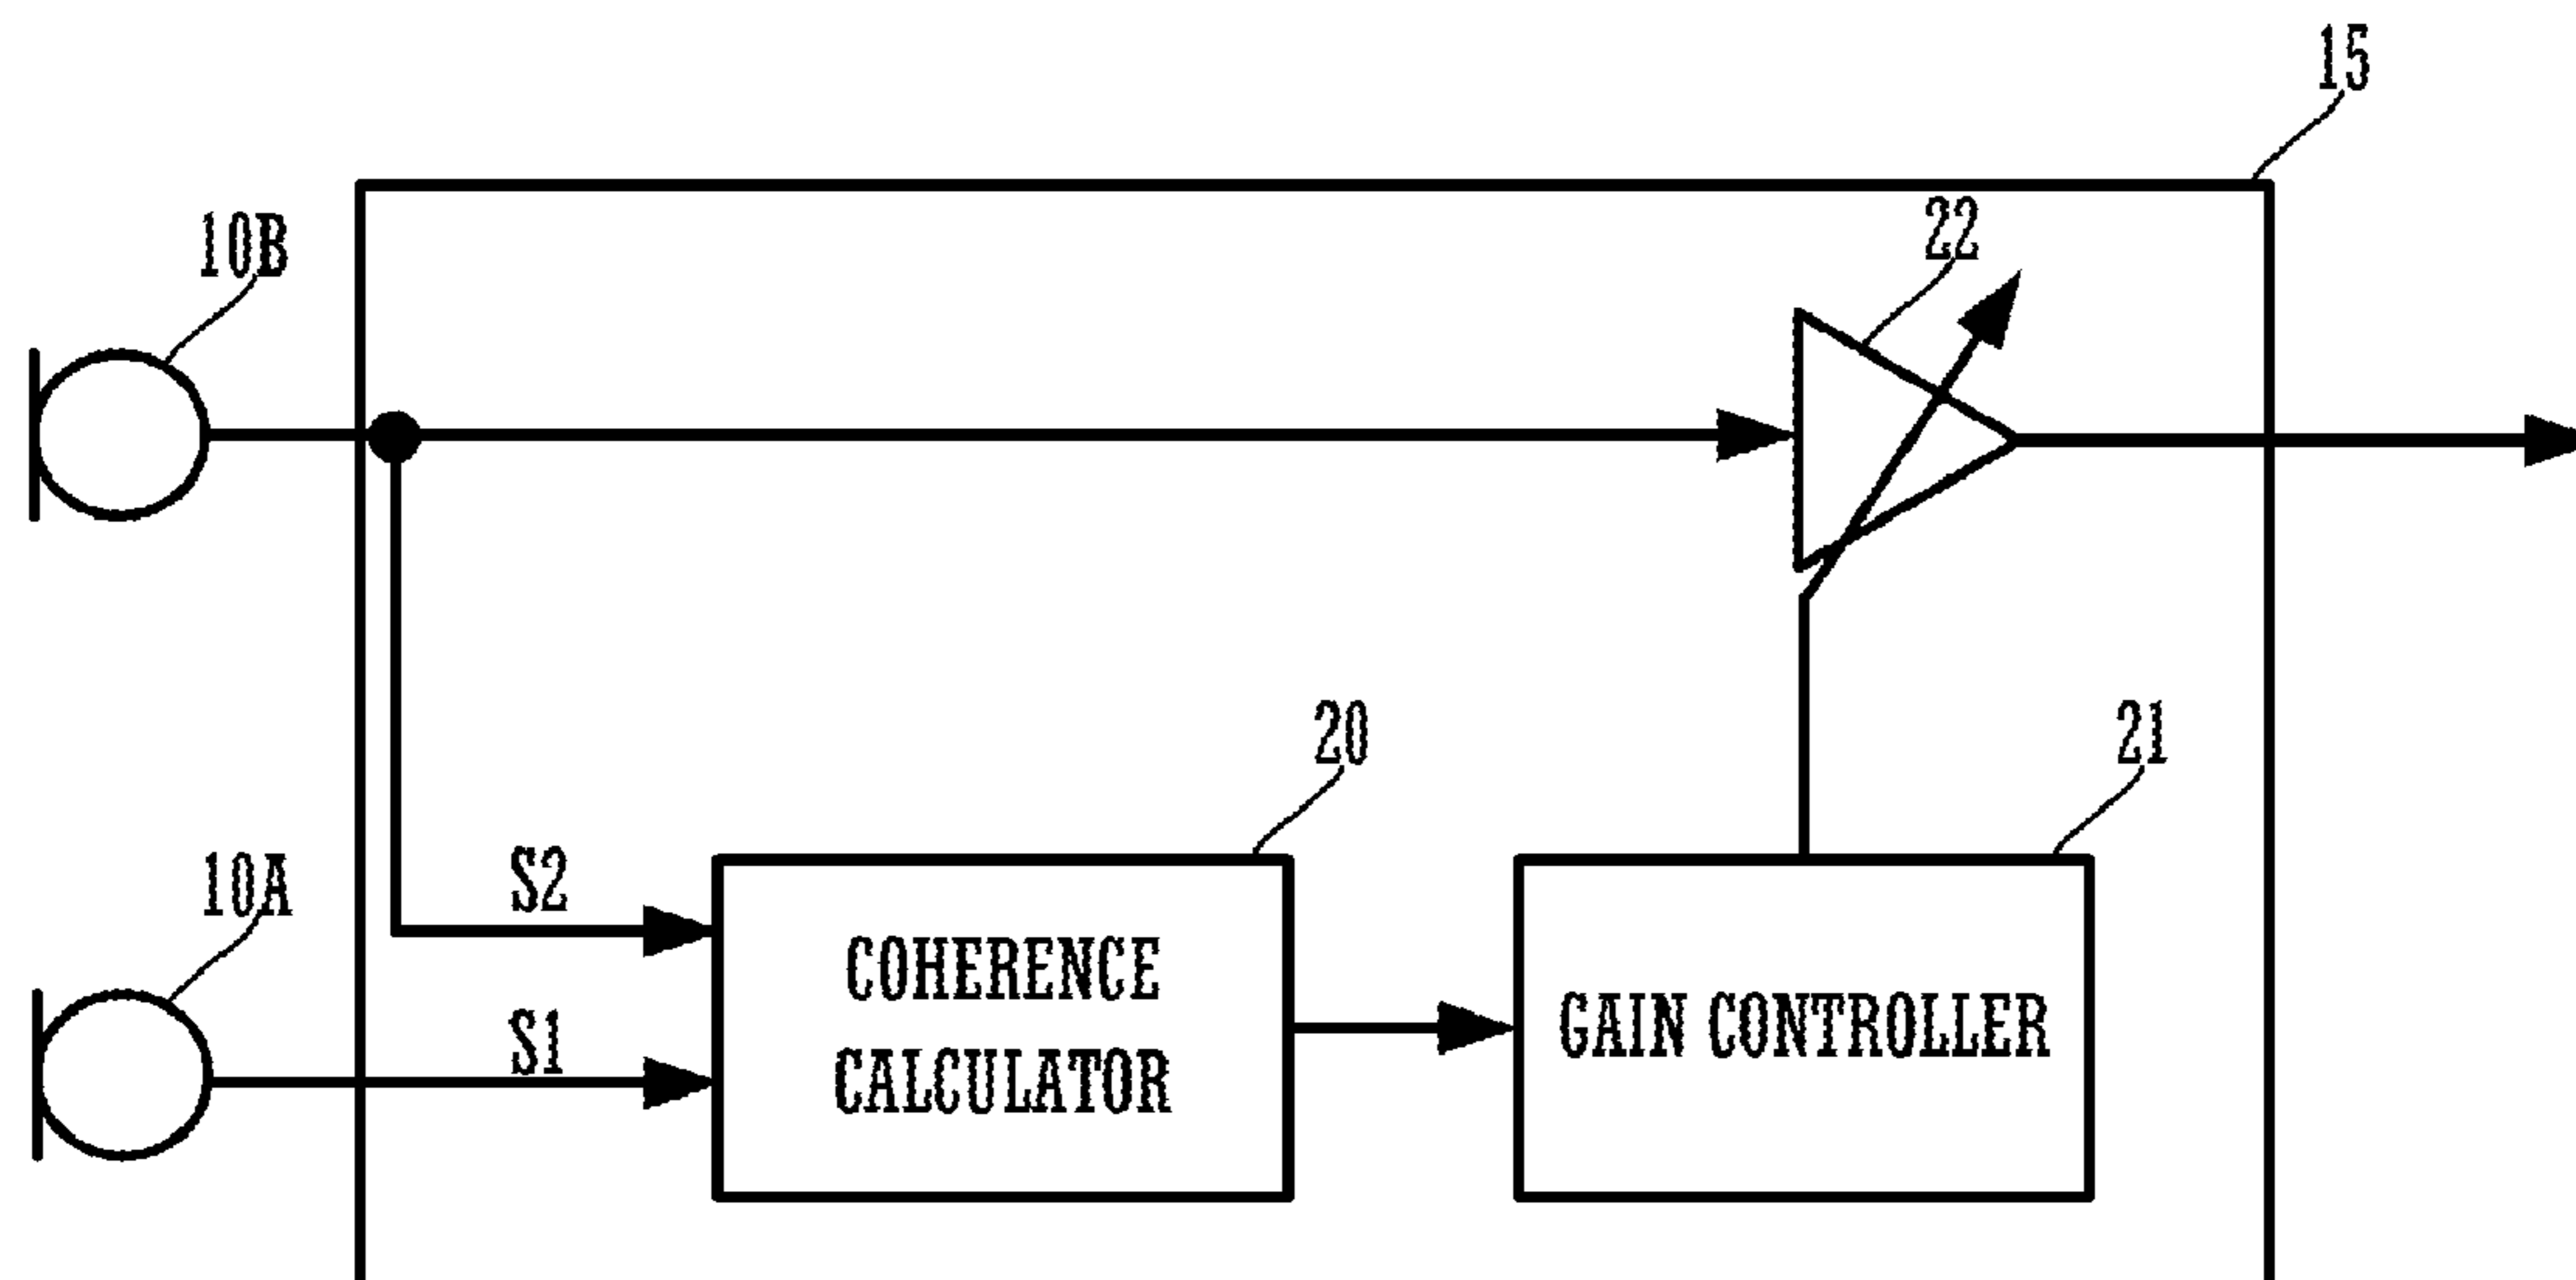 15
10B
22
20
21
10A
S2
S1
COHERENCE
CALCULATOR
GAIN CONTROLLER